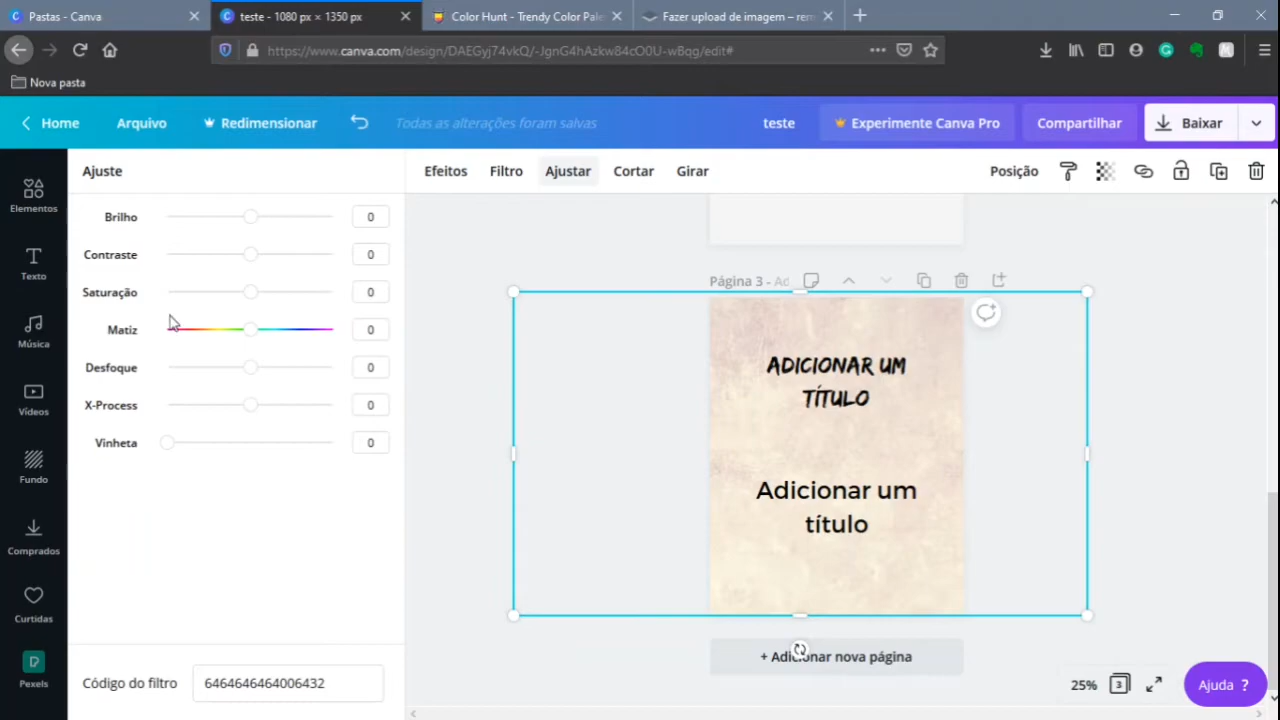 Pastas - Canva
teste - 1080 px × 1350 px
Color Hunt - Trendy Color Pale
Fazer upload de imagem – rem
https://www.canva.com/design/DAEGyj74vkQ/-JgnG4hAzkw84cO0U-wBqg/edit#
Nova pasta
Home
Arquivo
Redimensionar
Todas as alterações foram salvas
teste
Experimente Canva Pro
Compartilhar
Baixar
Ajuste
Efeitos
Filtro
Ajustar
Cortar
Girar
Posição
Elementos
Texto
Música
Vídeos
Fundo
Comprados
Curtidas
Pexels
Brilho 0
Contraste 0
Saturação 0
Matiz 0
Desfoque 0
X-Process 0
Vinheta 0
Código do filtro 6464646464006432
Página 3 - Ad
ADICIONAR UM
TÍTULO
Adicionar um
título
+ Adicionar nova página
25%
3
Ajuda ?